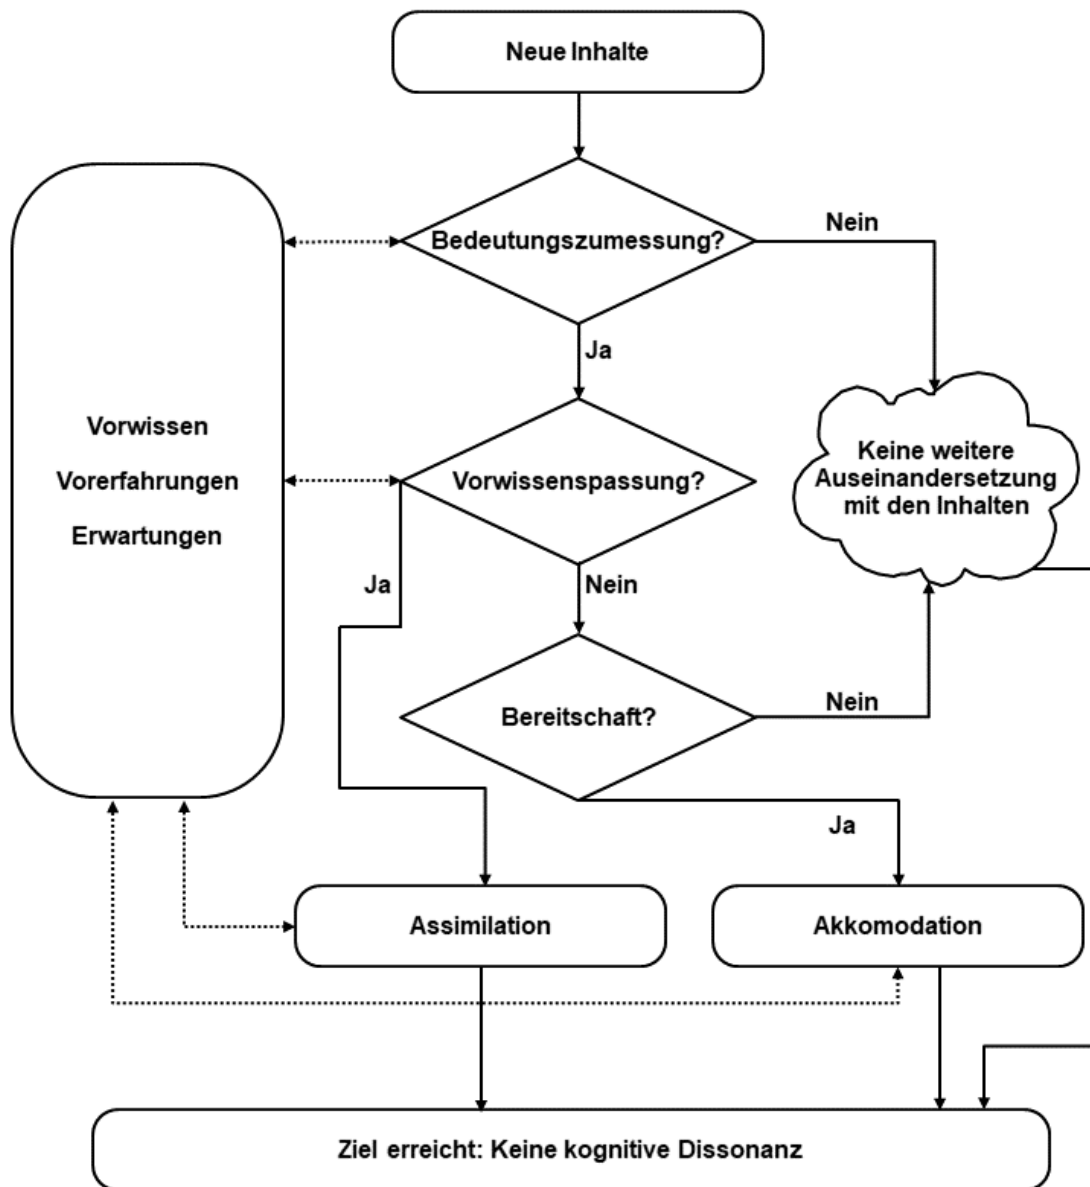 Neue Inhalte
Bedeutungszumessung?
Nein
Ja
Vorwissen
Vorerfahrungen
Erwartungen
Vorwissenspassung?
Keine weitere
Auseinandersetzung
mit den Inhalten
Ja
Nein
Bereitschaft?
Nein
Ja
Assimilation
Akkomodation
Ziel erreicht: Keine kognitive Dissonanz